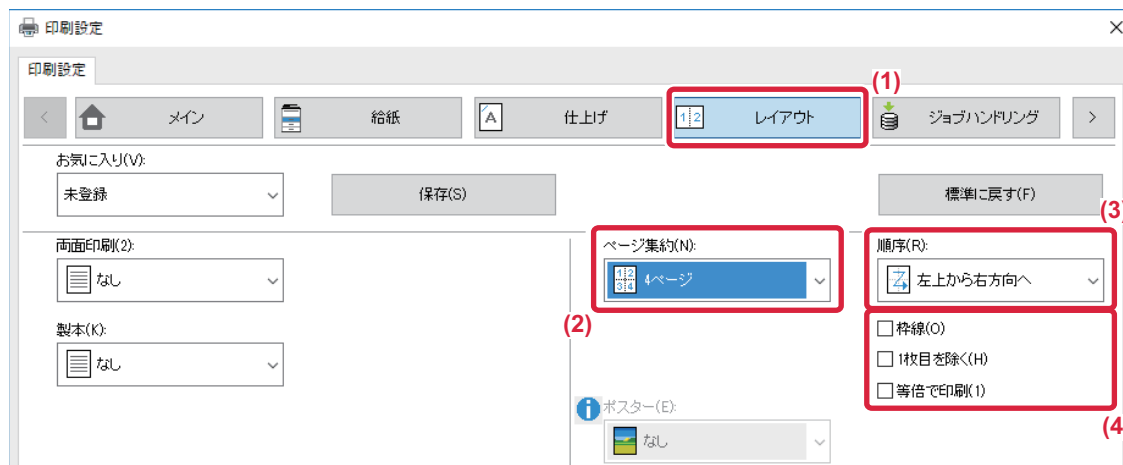 印刷設定
印刷設定
(1)
メイン
給紙
仕上げ
レイアウト
ジョブハンドリング
お気に入り(V):
未登録
保存(S)
標準に戻す(F)
(3)
両面印刷(2):
なし
ページ集約(N):
4ページ
順序(R):
左上から右方向へ
(2)
製本(K):
なし
枠線(O)
1枚目を除く(H)
等倍で印刷(1)
(4
ポスター(E):
なし